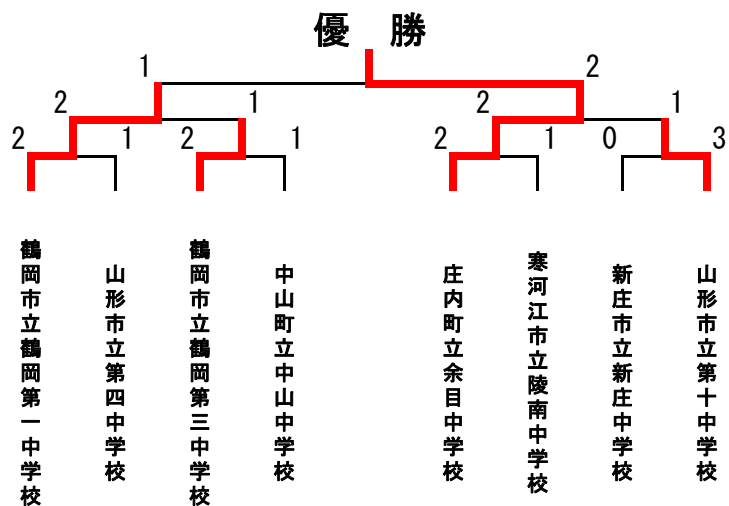 優 勝
1 2
2 1 2 1
2 1 2 1 2 1 0 3
鶴岡市立鶴岡第一中学校
山形市立第四中学校
鶴岡市立鶴岡第三中学校
中山町立中山中学校
庄内町立余目中学校
寒河江市立陵南中学校
新庄市立新庄中学校
山形市立第十中学校